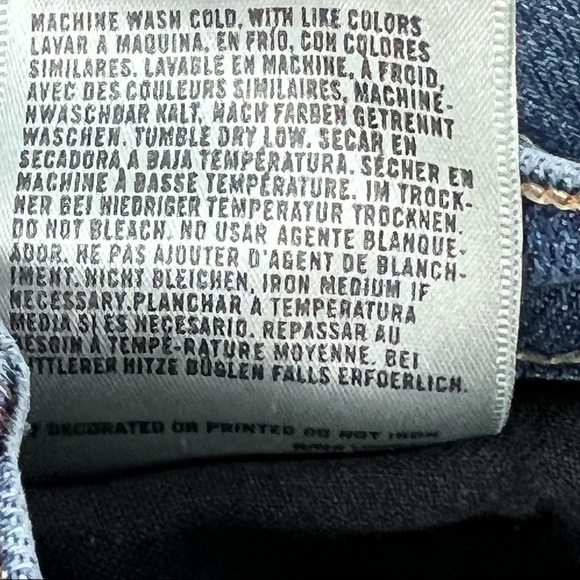 MACHINE WASH COLD, WITH LIKE COLORS
LAVAR A MAQUINA. EN FRIO, CON COLORES
SIMILARES. LAVABLE EN MACHINE, À FROID,
AVEC DES COULEURS SIMILAIRES, MACHINE-
NWASCHBAR KALT, NACH FARBEN GETRENNT
WASCHEN. TUMBLE DRY LOW. SECAR EN
SECADORA À BAJA TEMPÉRATURA. SÉCHER EN
MACHINE À BASSE TEMPÉRATURE. IM TROCK-
NER BEI NIEDRIGER TEMPERATUR TROCKNEN.
DO NOT BLEACH. NO USAR AGENTE BLANQUE-
ADOR. NE PAS AJOUTER D'AGENT DE BLANCH-
IMENT. NICHT BLEICHEN. IRON MEDIUM IF
NECESSARY.PLANCHAR A TEMPERATURA
MEDIA SI ES NECESARIO. REPASSAR AU
BESOIN À TEMPE-RATURE MOYENNE. BEI
ITTLERER HITZE BÜGLEN FALLS ERFOERLICH.
DECORATED OR PRINTED DO NOT IRON